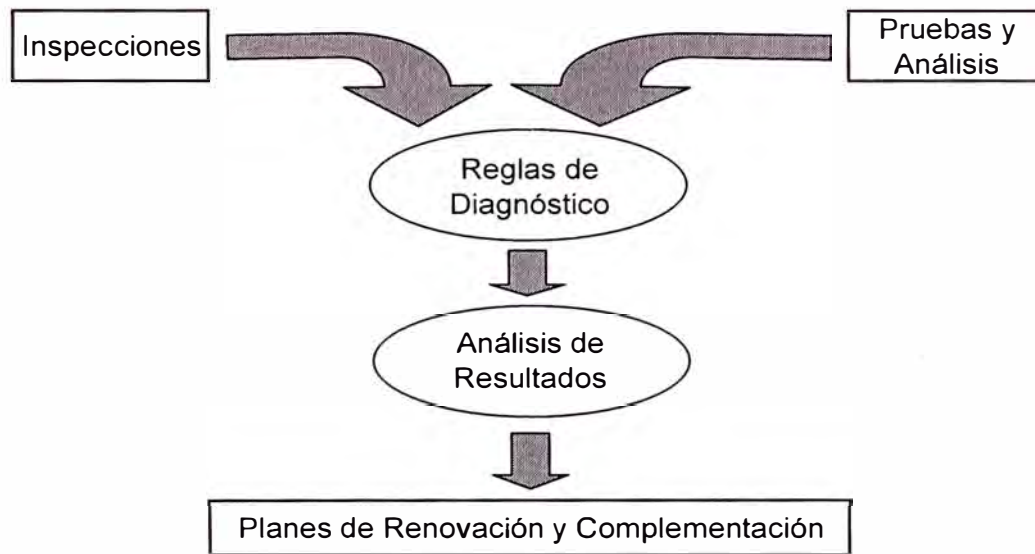 Inspecciones
Pruebas y
Análisis
Reglas de
Diagnóstico
Análisis de
Resultados
Planes de Renovación y Complementación